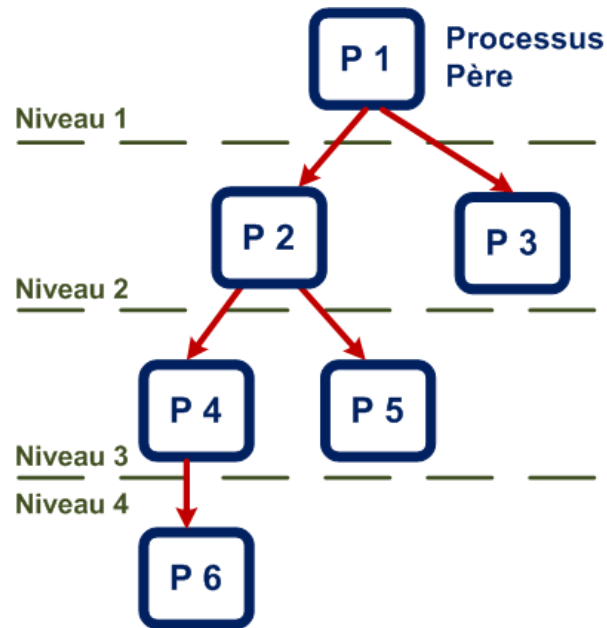 P 1
Processus
Père
Niveau 1
P 2
P 3
Niveau 2
P 4
P 5
Niveau 3
Niveau 4
P 6